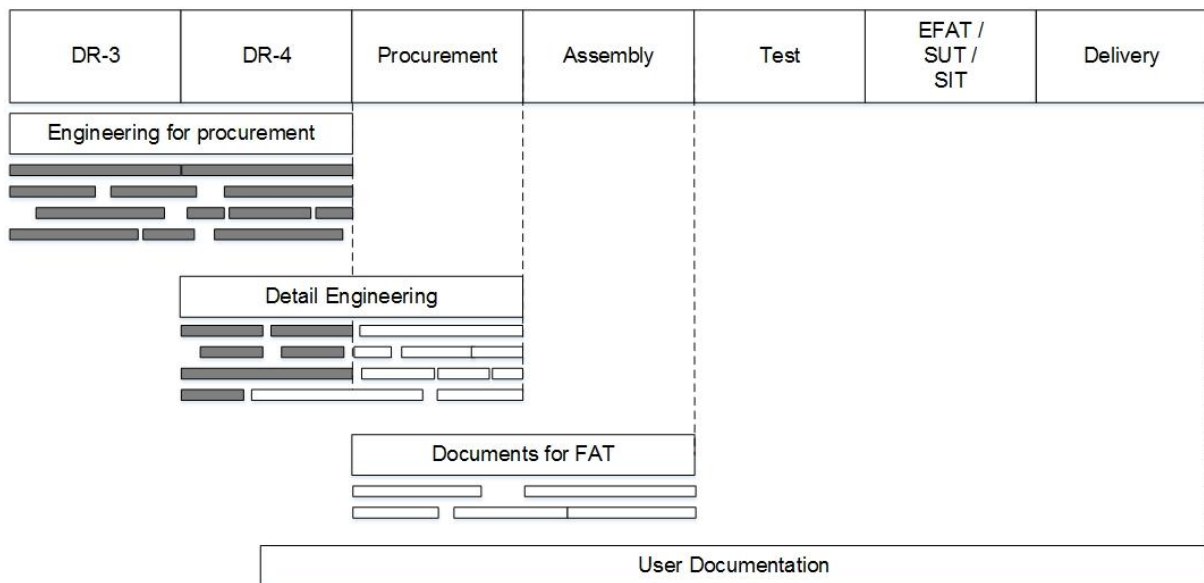 DR-3
DR-4
Procurement
Assembly
Test
EFAT /
SUT /
SIT
Delivery
Engineering for procurement
Detail Engineering
Documents for FAT
User Documentation